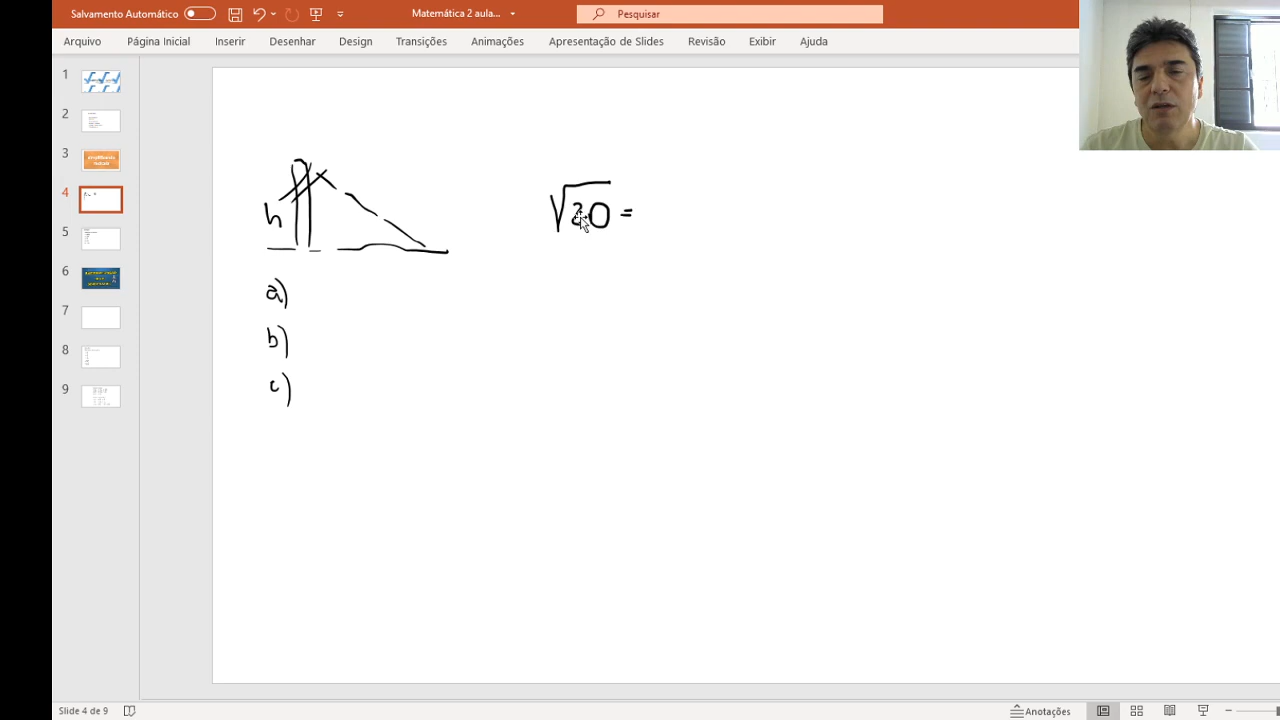 Salvamento Automático
Matemática 2 aula...
Pesquisar
Arquivo Página Inicial Inserir Desenhar Design Transições Animações Apresentação de Slides Revisão Exibir Ajuda
1
2
3
4
5
6
7
8
9
h
√20 =
a)
b)
c)
Slide 4 de 9
Anotações